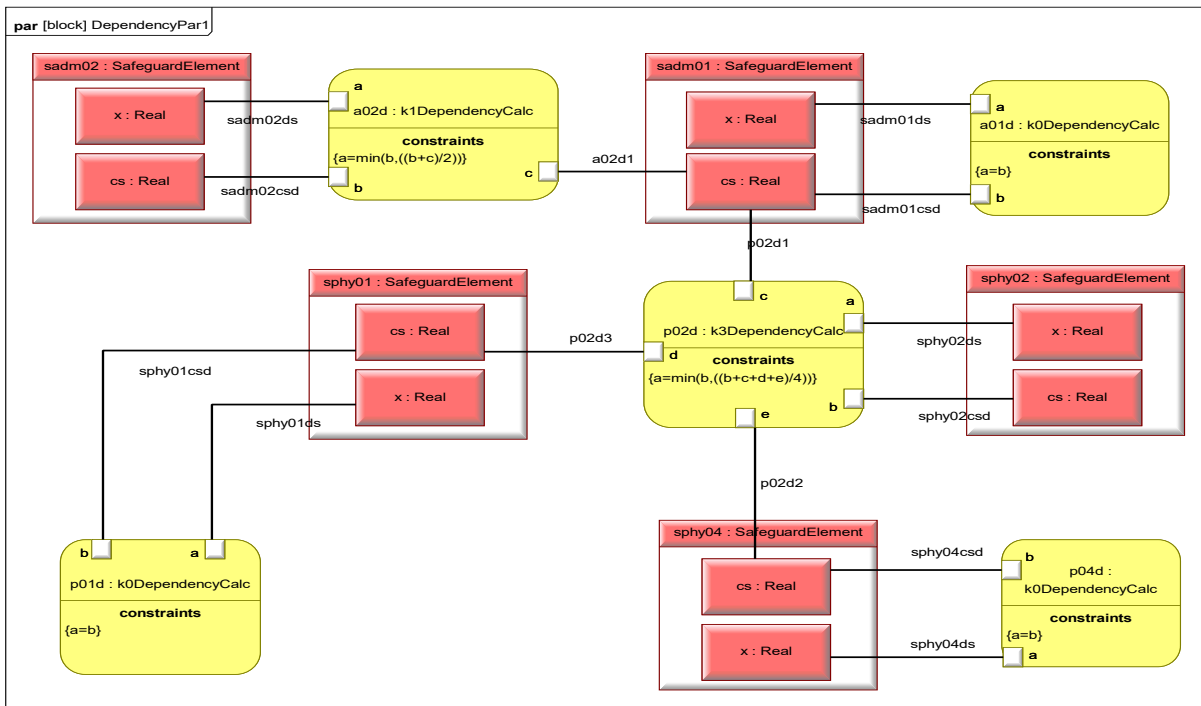 par [block] DependencyPar1
sadm02 : SafeguardElement
x : Real
cs : Real
sadm02ds
sadm02csd
a
a02d : k1DependencyCalc
constraints
{a=min(b,((b+c)/2))}
b
c
a02d1
sadm01 : SafeguardElement
x : Real
cs : Real
sadm01ds
sadm01csd
a
a01d : k0DependencyCalc
constraints
{a=b}
b
p02d1
sphy01 : SafeguardElement
cs : Real
x : Real
sphy01csd
sphy01ds
p02d3
c
a
p02d : k3DependencyCalc
d
constraints
{a=min(b,((b+c+d+e)/4))}
b
e
sphy02ds
sphy02csd
sphy02 : SafeguardElement
x : Real
cs : Real
p02d2
b
a
p01d : k0DependencyCalc
constraints
{a=b}
sphy04 : SafeguardElement
cs : Real
x : Real
sphy04csd
sphy04ds
b
p04d :
k0DependencyCalc
constraints
{a=b}
a